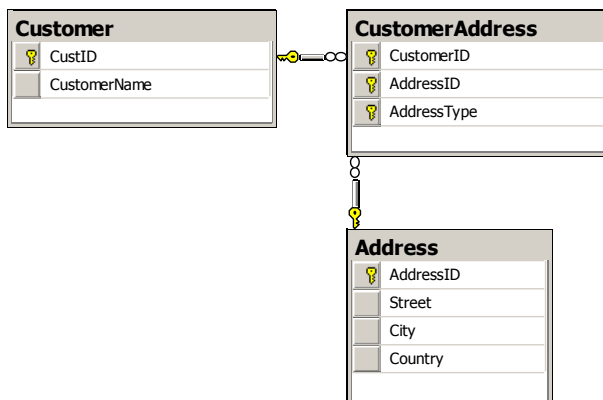 Customer
CustID
CustomerName
CustomerAddress
CustomerID
AddressID
AddressType
Address
AddressID
Street
City
Country